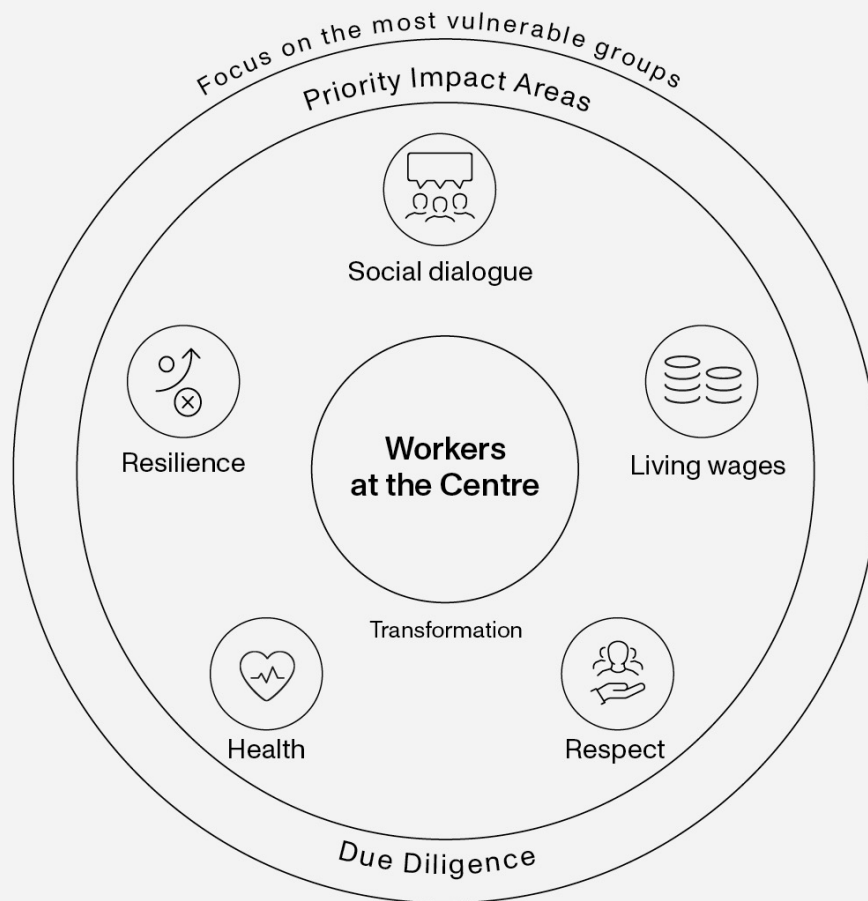 Focus on the most vulnerable groups
Priority Impact Areas
Social dialogue
Resilience
Workers
at the Centre
Living wages
Transformation
Health
Respect
Due Diligence